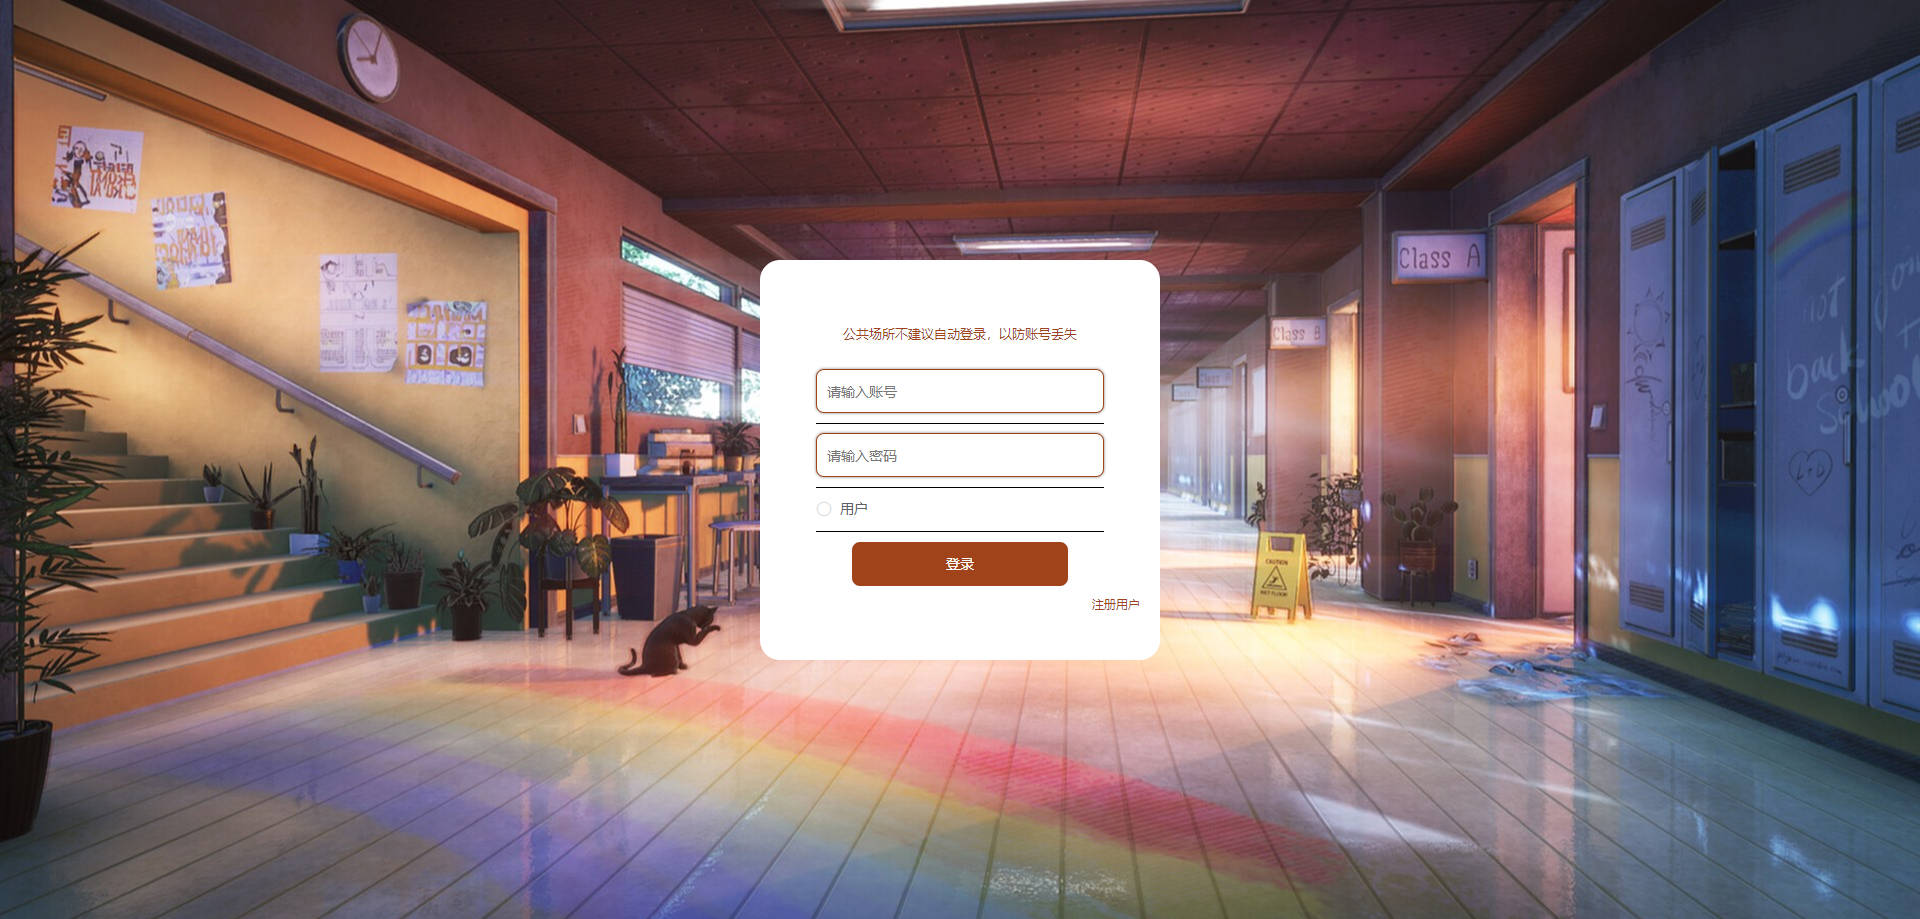 Class A
Class B
公共场所不建议自动登录，以防账号丢失
请输入账号
请输入密码
用户
登录
注册用户
CAUTION
WET FLOOR
NOT
back
School
L+D